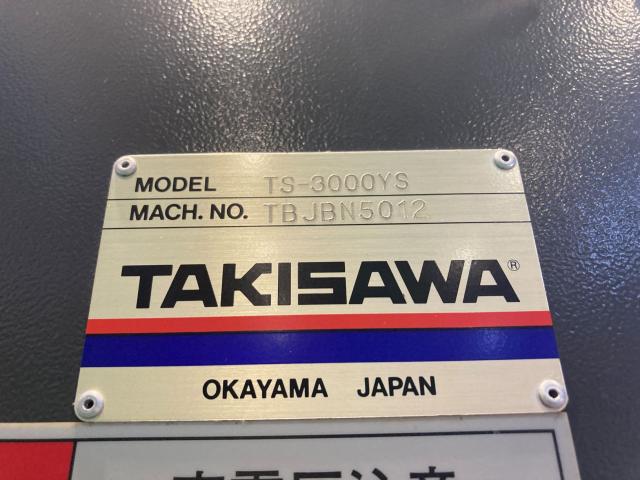 MODEL TS-3000YS
MACH. NO. TBJBN5012
TAKISAWA®
OKAYAMA JAPAN